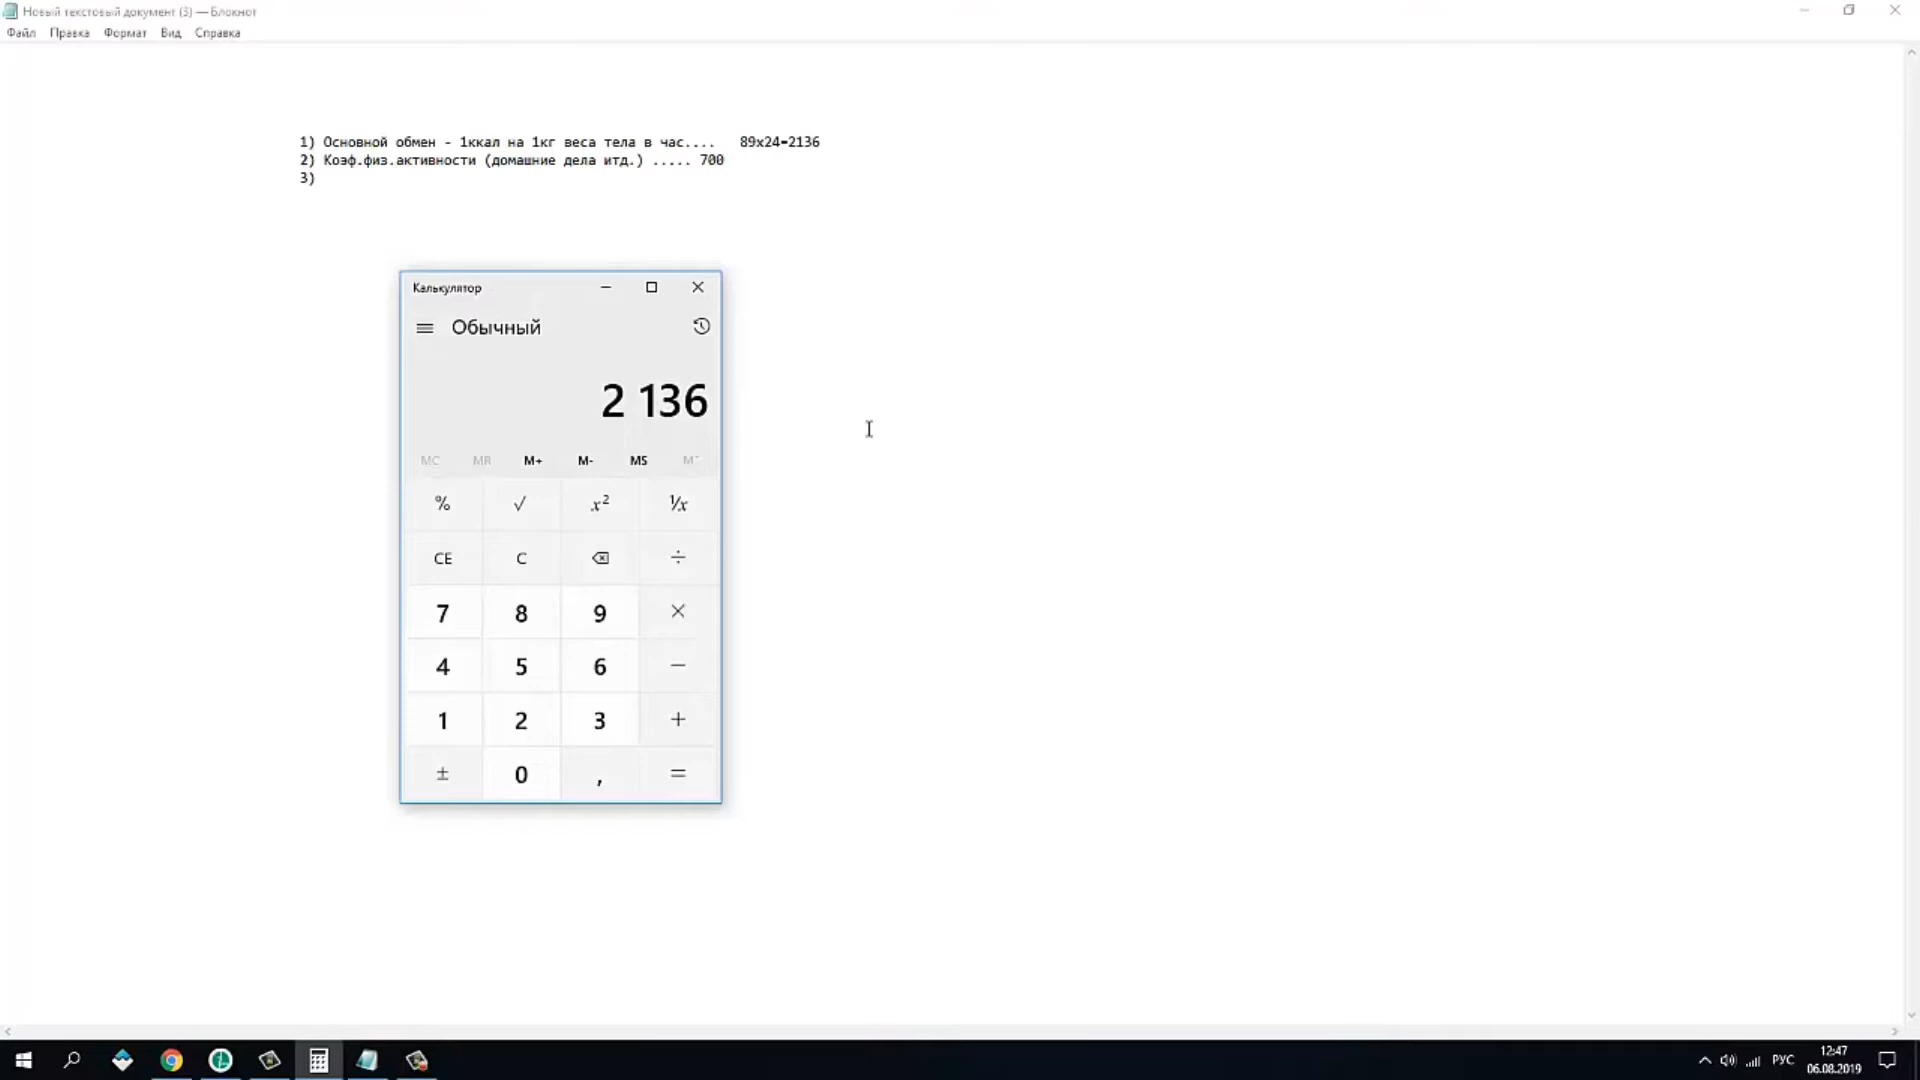 Новый текстовый документ (3) — Блокнот
Файл Правка Формат Вид Справка
1) Основной обмен - 1ккал на 1кг веса тела в час.... 89x24=2136
2) Коэф.физ.активности (домашние дела итд.) ..... 700
3)
Калькулятор
Обычный
2 136
MC MR M+ M- MS
% √ x² ¹/x
CE C ÷
7 8 9 ×
4 5 6 −
1 2 3 +
± 0 , =
РУС 12:47
06.08.2019